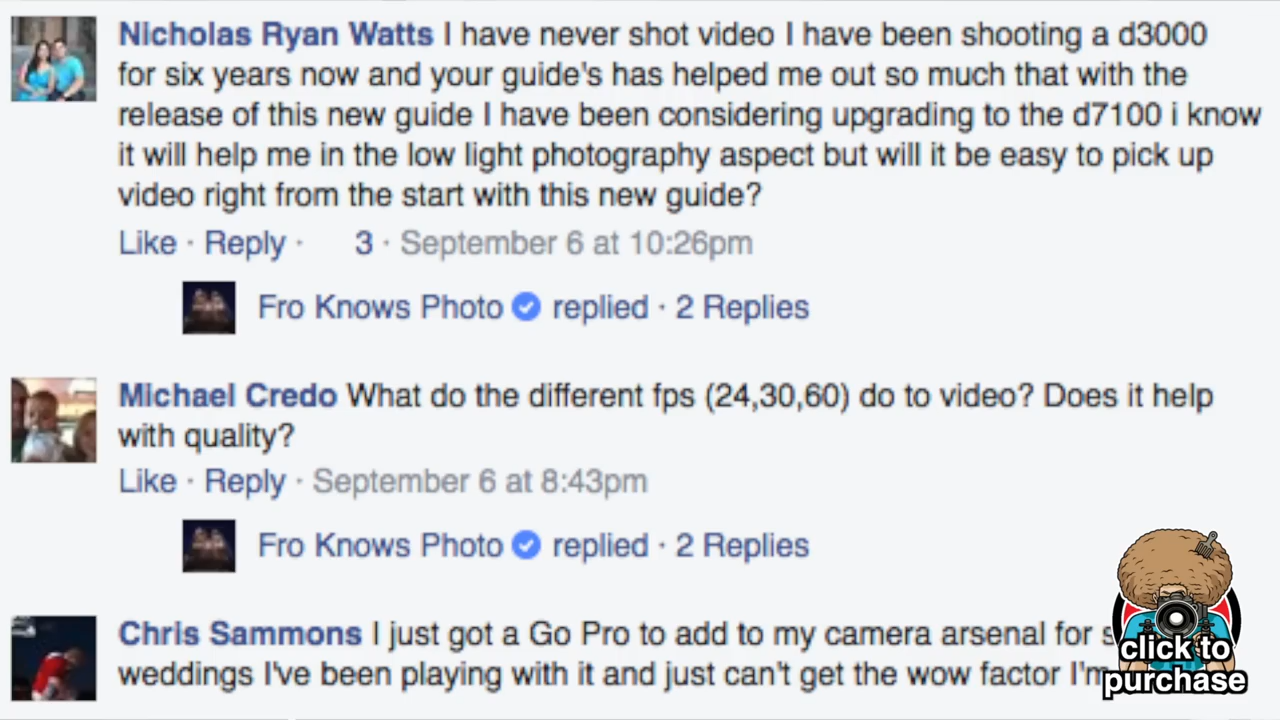 Nicholas Ryan Watts I have never shot video I have been shooting a d3000
for six years now and your guide's has helped me out so much that with the
release of this new guide I have been considering upgrading to the d7100 i know
it will help me in the low light photography aspect but will it be easy to pick up
video right from the start with this new guide?
Like · Reply · 3 · September 6 at 10:26pm
Fro Knows Photo replied · 2 Replies
Michael Credo What do the different fps (24,30,60) do to video? Does it help
with quality?
Like · Reply · September 6 at 8:43pm
Fro Knows Photo replied · 2 Replies
Chris Sammons I just got a Go Pro to add to my camera arsenal for
weddings I've been playing with it and just can't get the wow factor I'm
click to
purchase